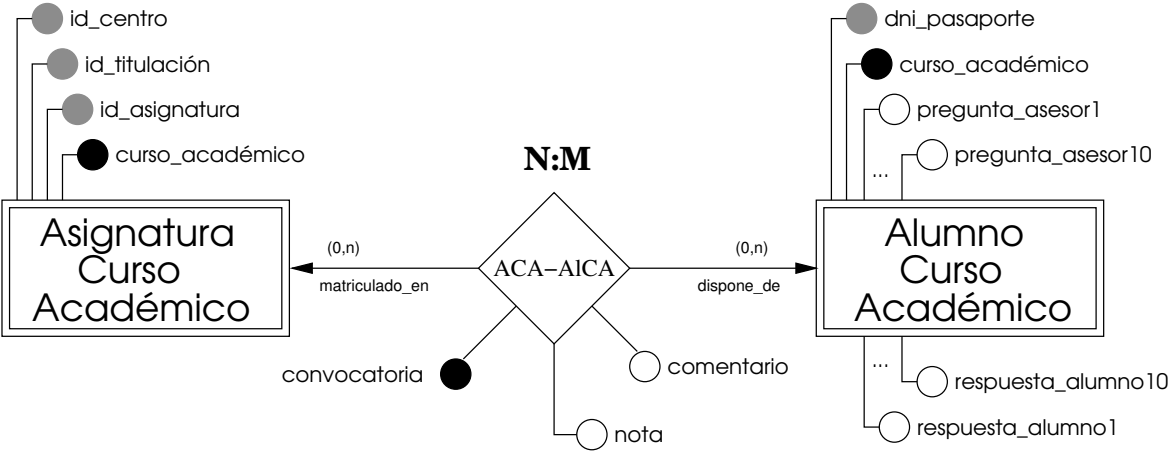 id_centro
id_titulación
id_asignatura
curso_académico
Asignatura
Curso
Académico
N:M
(0,n)
matriculado_en
ACA–AlCA
(0,n)
dispone_de
convocatoria
comentario
nota
dni_pasaporte
curso_académico
pregunta_asesor1
pregunta_asesor10
...
Alumno
Curso
Académico
...
respuesta_alumno10
respuesta_alumno1